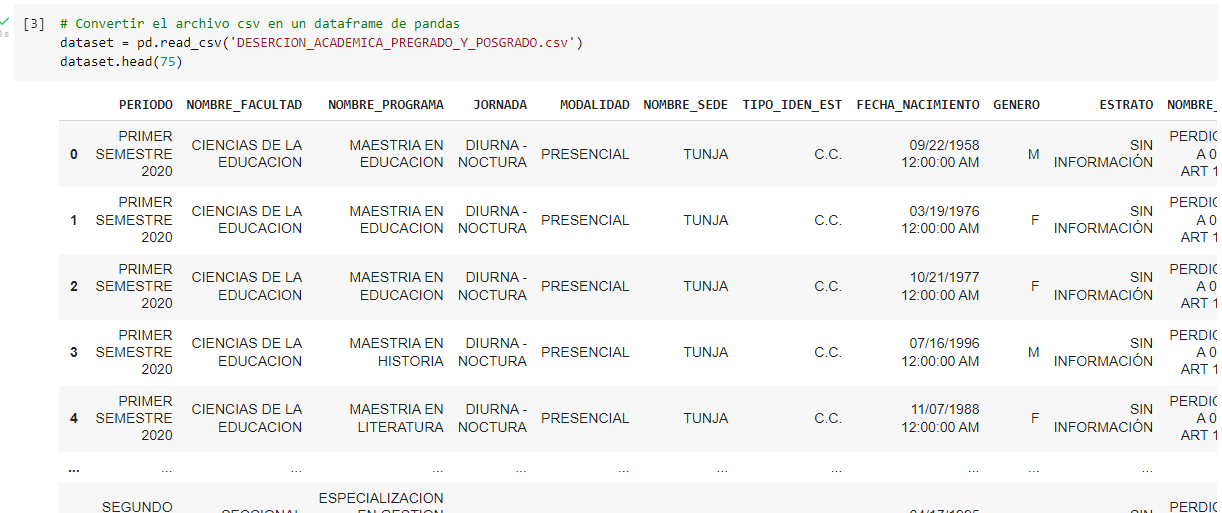 [3] # Convertir el archivo csv en un dataframe de pandas
dataset = pd.read_csv('DESERCION_ACADEMICA_PREGRADO_Y_POSGRADO.csv')
dataset.head(75)
PERIODO NOMBRE_FACULTAD NOMBRE_PROGRAMA JORNADA MODALIDAD NOMBRE_SEDE TIPO_IDEN_EST FECHA_NACIMIENTO GENERO ESTRATO NOMBRE_
PRIMER PERDIC
CIENCIAS DE LA MAESTRIA EN DIURNA - 09/22/1958 SIN
0 SEMESTRE PRESENCIAL TUNJA C.C. M A 0
EDUCACION EDUCACION NOCTURA 12:00:00 AM INFORMACIÓN
2020 ART 1
PRIMER PERDIC
CIENCIAS DE LA MAESTRIA EN DIURNA - 03/19/1976 SIN
1 SEMESTRE PRESENCIAL TUNJA C.C. F A 0
EDUCACION EDUCACION NOCTURA 12:00:00 AM INFORMACIÓN
2020 ART 1
PRIMER PERDIC
CIENCIAS DE LA MAESTRIA EN DIURNA - 10/21/1977 SIN
2 SEMESTRE PRESENCIAL TUNJA C.C. F A 0
EDUCACION EDUCACION NOCTURA 12:00:00 AM INFORMACIÓN
2020 ART 1
PRIMER PERDIC
CIENCIAS DE LA MAESTRIA EN DIURNA - 07/16/1996 SIN
3 SEMESTRE PRESENCIAL TUNJA C.C. M A 0
EDUCACION HISTORIA NOCTURA 12:00:00 AM INFORMACIÓN
2020 ART 1
PRIMER PERDIC
CIENCIAS DE LA MAESTRIA EN DIURNA - 11/07/1988 SIN
4 SEMESTRE PRESENCIAL TUNJA C.C. F A 0
EDUCACION LITERATURA NOCTURA 12:00:00 AM INFORMACIÓN
2020 ART 1
... ... ... ... ... ... ... ... ... ... ...
ESPECIALIZACION
SEGUNDO PERDIC